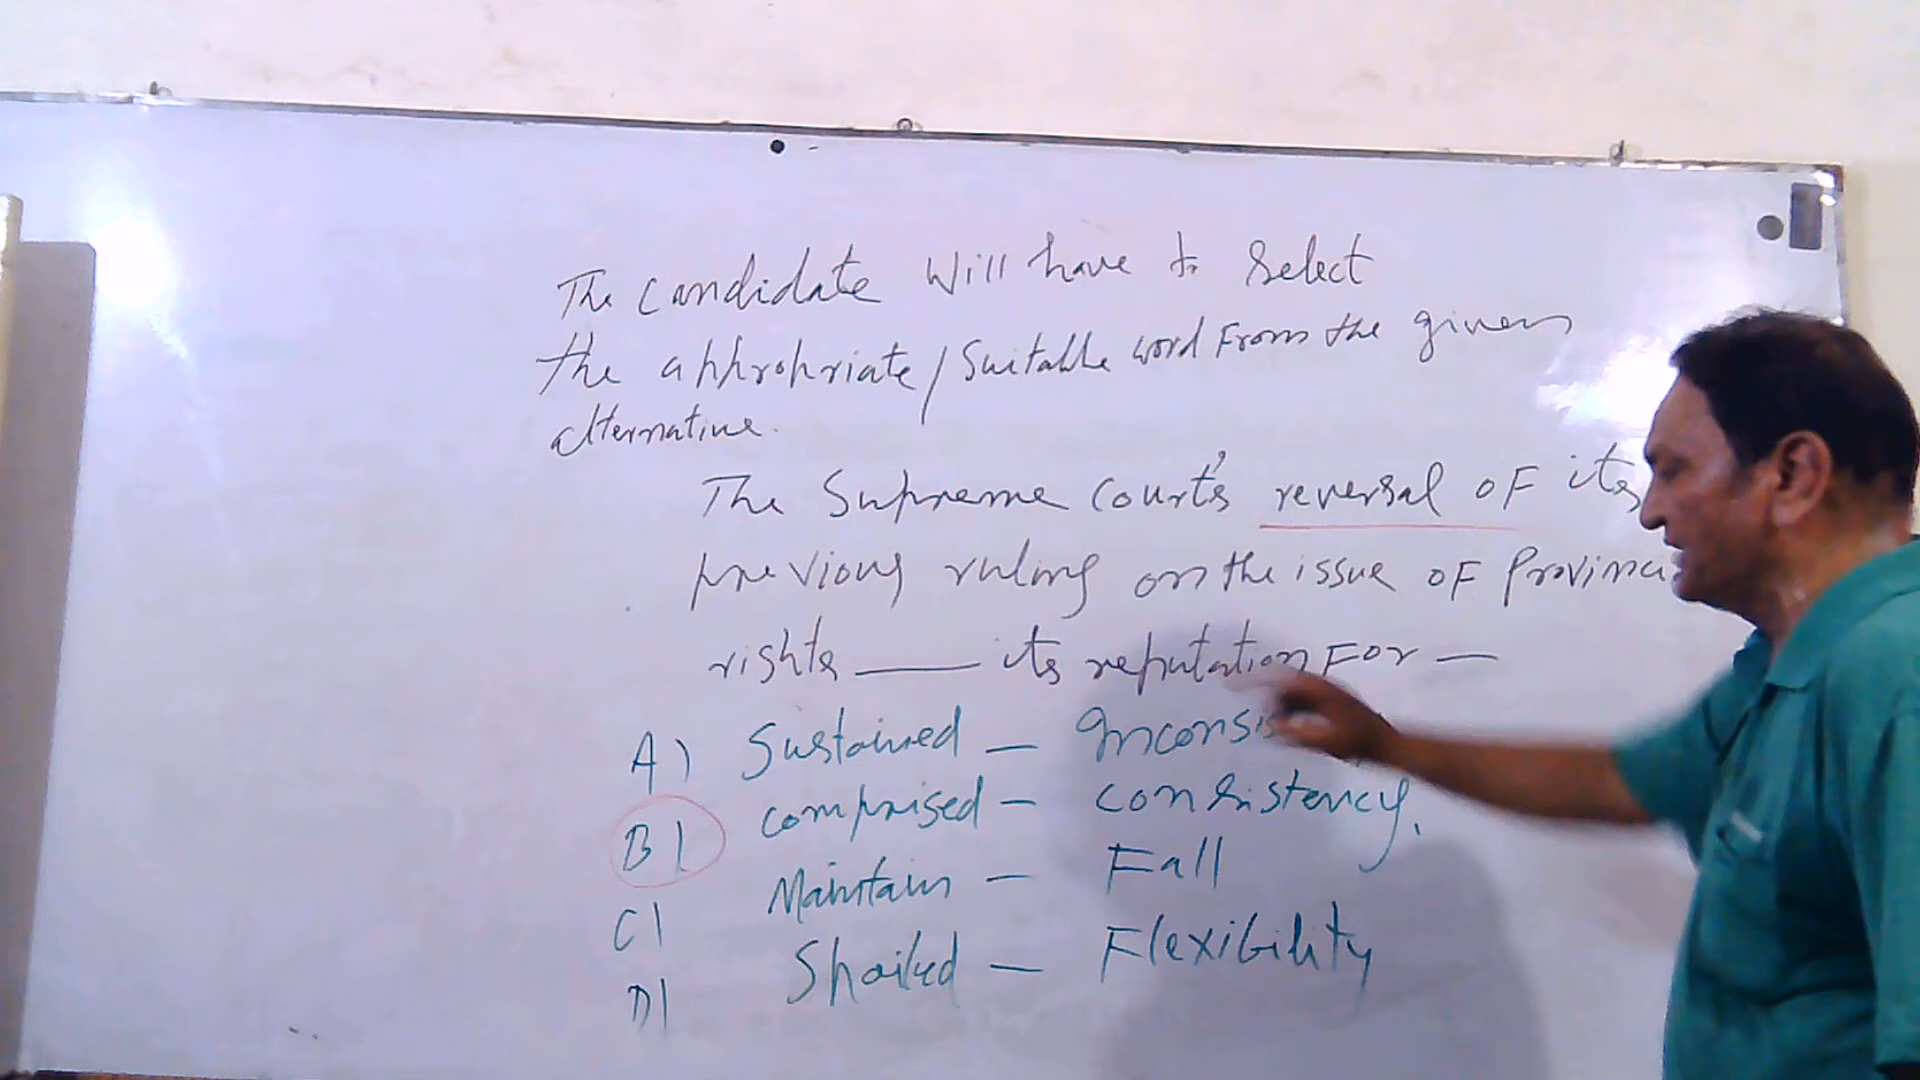 The candidate will have to select
the appropriate / suitable word From the given
alternative.
The Supreme Court's reversal OF its
previous ruling on the issue OF Provinci
rights ____ its reputation For __
A) Sustained — Inconsis
B) comprised — consistency.
C) Maintain — Fall
D) Spoiled — Flexibility